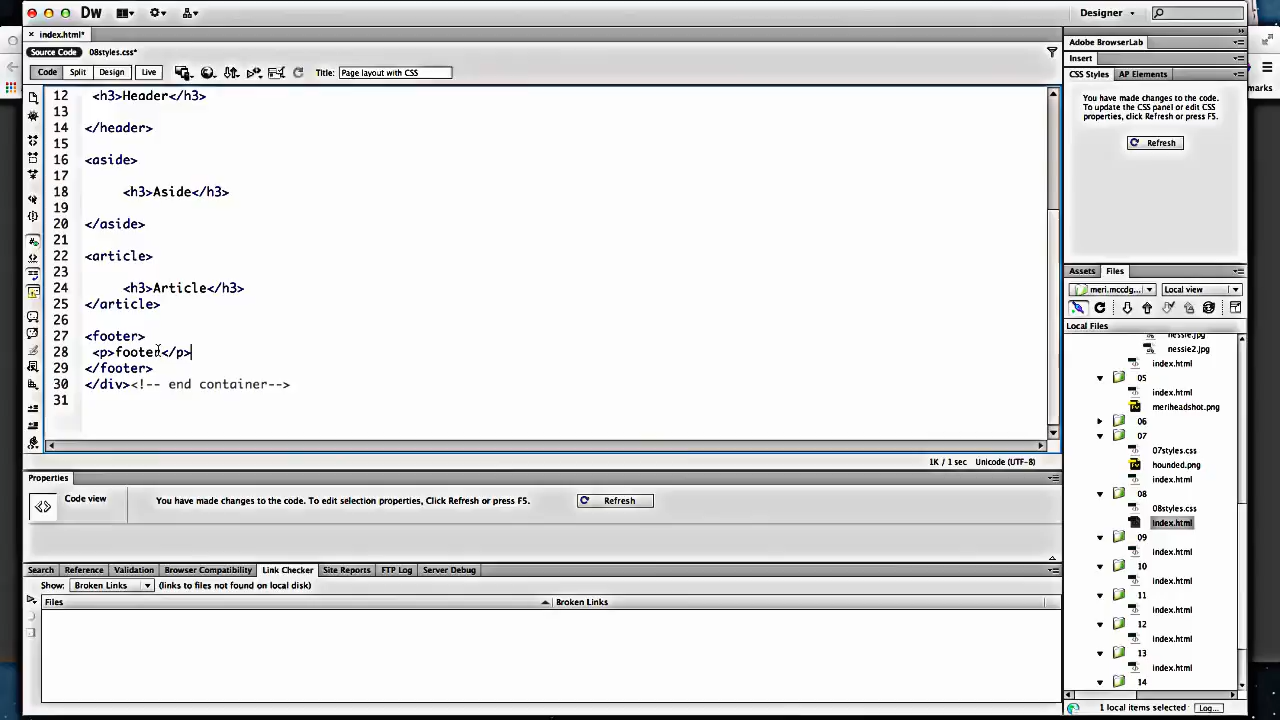 Dw
Designer
index.html*
Source Code 08styles.css*
Code Split Design Live Title: Page layout with CSS
12 <h3>Header</h3>
13
14 </header>
15
16 <aside>
17
18 <h3>Aside</h3>
19
20 </aside>
21
22 <article>
23
24 <h3>Article</h3>
25 </article>
26
27 <footer>
28 <p>footer</p>
29 </footer>
30 </div><!-- end container-->
31
1K / 1 sec Unicode (UTF-8)
Properties
Code view
You have made changes to the code. To edit selection properties, Click Refresh or press F5.
Refresh
Search Reference Validation Browser Compatibility Link Checker Site Reports FTP Log Server Debug
Show: Broken Links (links to files not found on local disk)
Files Broken Links
Adobe BrowserLab
Insert
CSS Styles AP Elements
You have made changes to the code.
To update the CSS panel or edit CSS
properties, click Refresh or press F5.
Refresh
Assets Files
meri.mccdg... Local view
Local Files
nessie.jpg
nessie2.jpg
index.html
05
index.html
meriheadshot.png
06
07
07styles.css
hounded.png
index.html
08
08styles.css
index.html
09
index.html
10
index.html
11
index.html
12
index.html
13
index.html
14
1 local items selected Log...
marks